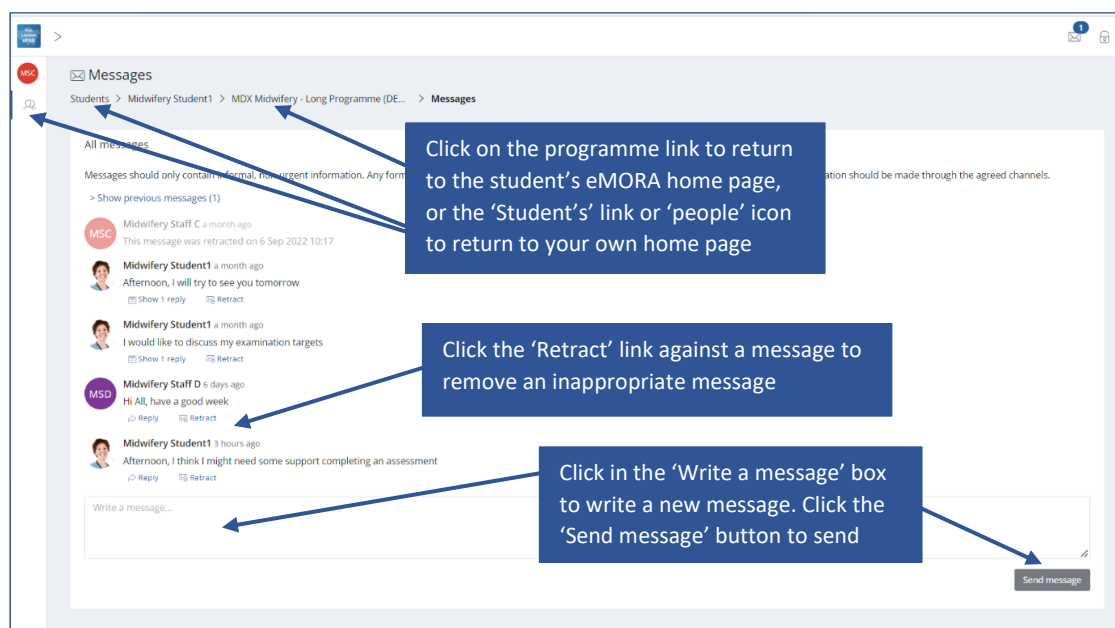 >
1
MSC
Messages
Students > Midwifery Student1 > MDX Midwifery - Long Programme (DE... > Messages
All messages
Click on the programme link to return
to the student's eMORA home page,
or the 'Student's' link or 'people' icon
to return to your own home page
Messages should only contain informal, non-urgent information. Any form ation should be made through the agreed channels.
> Show previous messages (1)
MSC
Midwifery Staff C a month ago
This message was retracted on 6 Sep 2022 10:17
Midwifery Student1 a month ago
Afternoon, I will try to see you tomorrow
Show 1 reply Retract
Midwifery Student1 a month ago
I would like to discuss my examination targets
Show 1 reply Retract
Click the 'Retract' link against a message to
remove an inappropriate message
MSD
Midwifery Staff D 6 days ago
Hi All, have a good week
Reply Retract
Midwifery Student1 3 hours ago
Afternoon, I think I might need some support completing an assessment
Reply Retract
Click in the 'Write a message' box
to write a new message. Click the
'Send message' button to send
Write a message...
Send message